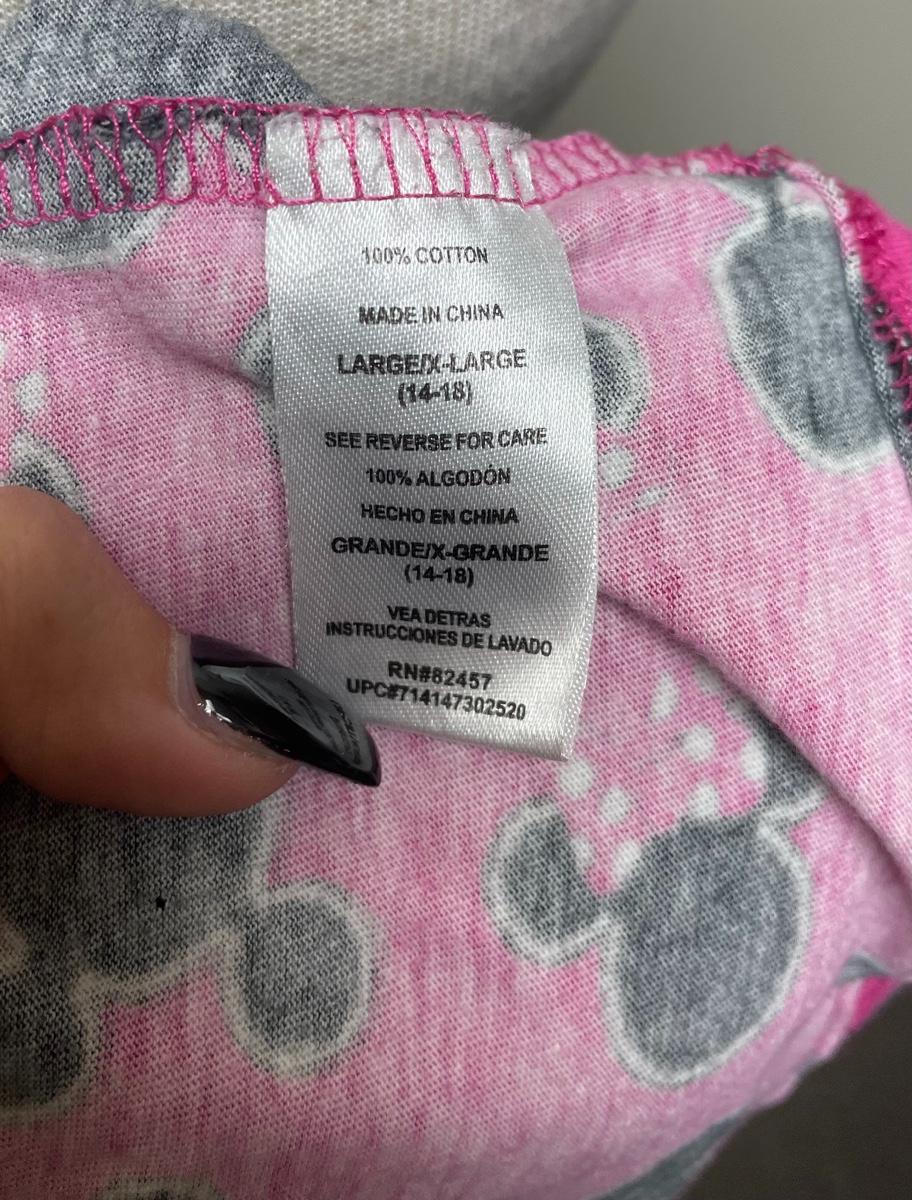 100% COTTON
MADE IN CHINA
LARGE/X-LARGE
(14-18)
SEE REVERSE FOR CARE
100% ALGODÓN
HECHO EN CHINA
GRANDE/X-GRANDE
(14-18)
VEA DETRAS
INSTRUCCIONES DE LAVADO
RN#82457
UPC#714147302520